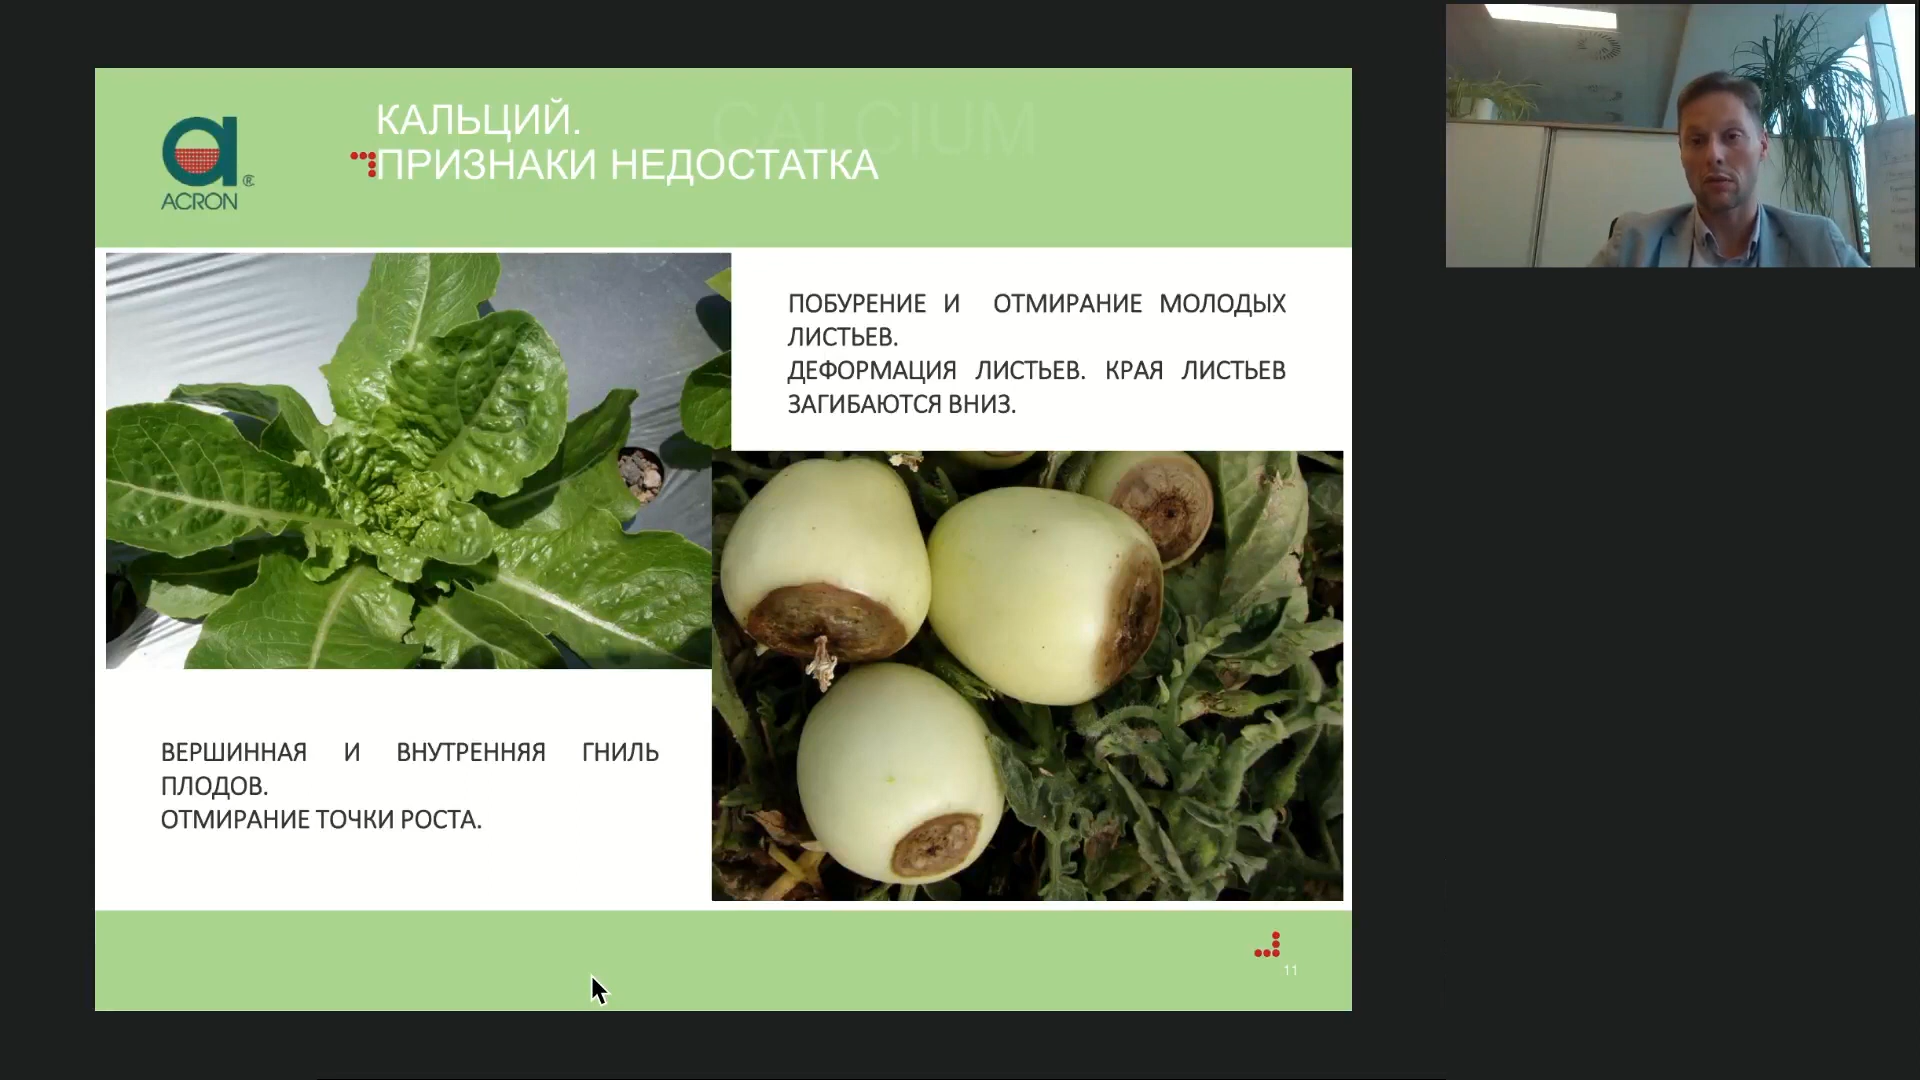 CALCIUM
КАЛЬЦИЙ.
ПРИЗНАКИ НЕДОСТАТКА
®
ACRON
ПОБУРЕНИЕ И ОТМИРАНИЕ МОЛОДЫХ
ЛИСТЬЕВ.
ДЕФОРМАЦИЯ ЛИСТЬЕВ. КРАЯ ЛИСТЬЕВ
ЗАГИБАЮТСЯ ВНИЗ.
ВЕРШИННАЯ И ВНУТРЕННЯЯ ГНИЛЬ
ПЛОДОВ.
ОТМИРАНИЕ ТОЧКИ РОСТА.
11